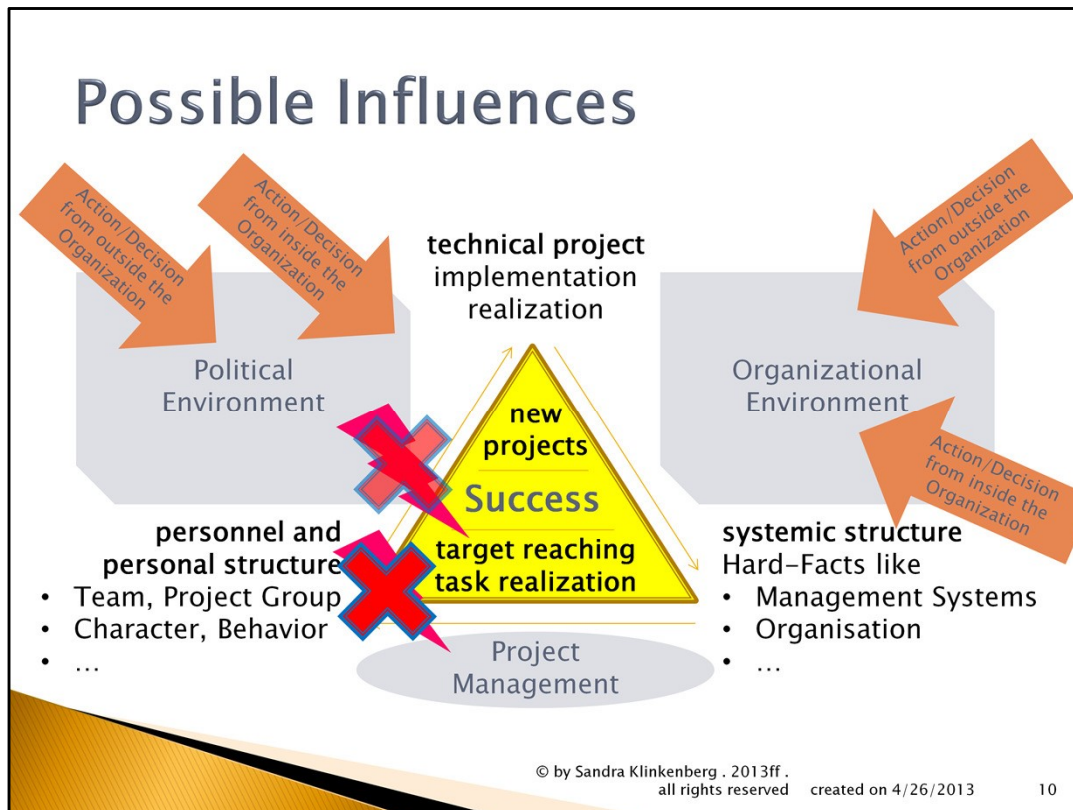 Possible Influences
Action/Decision
from outside the
Organization
Action/Decision
from inside the
Organization
technical project
implementation
realization
Action/Decision
from outside the
Organization
Political
Environment
Organizational
Environment
new
projects
Success
target reaching
task realization
Action/Decision
from inside the
Organization
personnel and
personal structure
• Team, Project Group
• Character, Behavior
• …
systemic structure
Hard-Facts like
• Management Systems
• Organisation
• …
Project
Management
© by Sandra Klinkenberg . 2013ff .
all rights reserved
created on 4/26/2013
10